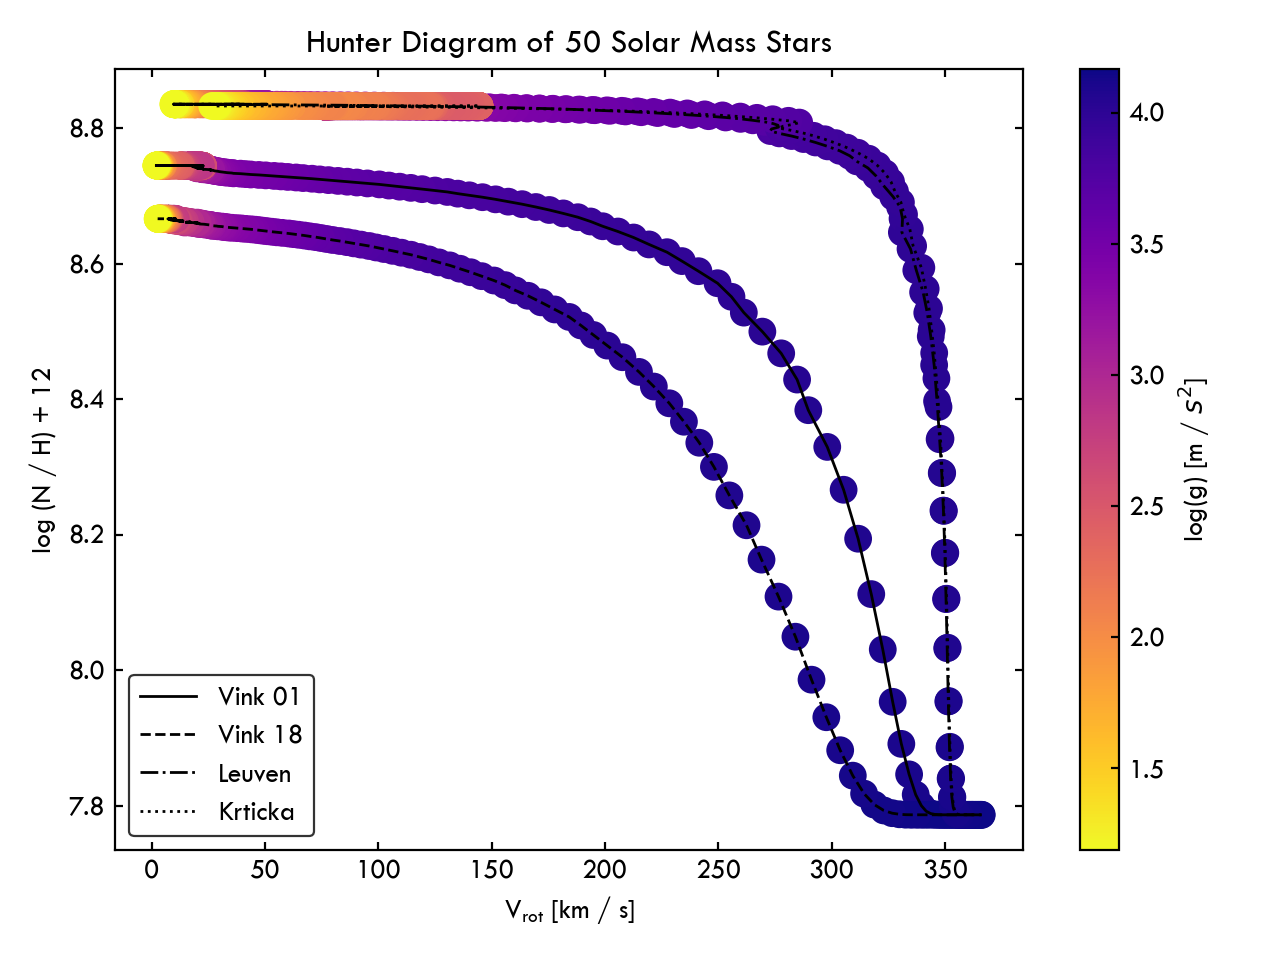 Hunter Diagram of 50 Solar Mass Stars
log (N / H) + 12
8.8
8.6
8.4
8.2
8.0
7.8
Vink 01
Vink 18
Leuven
Krticka
0 50 100 150 200 250 300 350
V_rot [km / s]
4.0
3.5
3.0
2.5
2.0
1.5
log(g) [m / s²]